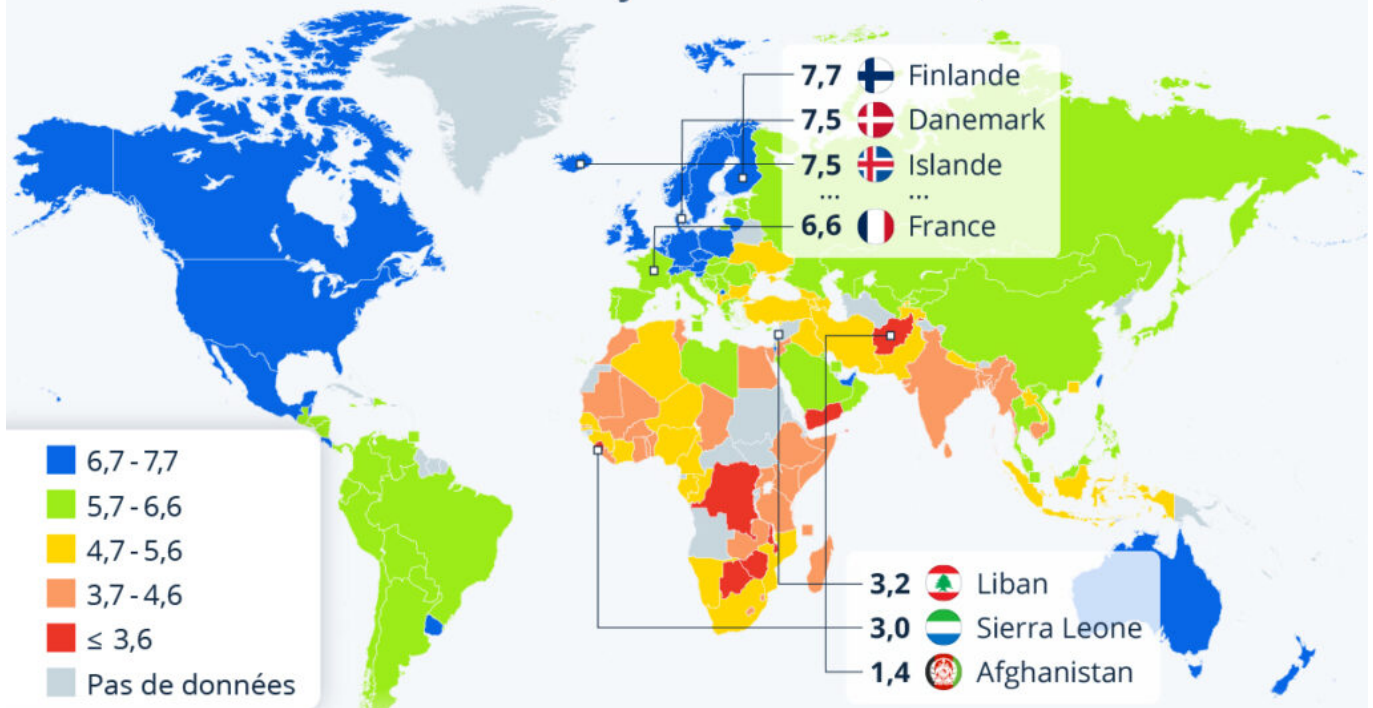 7,7 Finlande
7,5 Danemark
7,5 Islande
... ...
6,6 France
6,7 - 7,7
5,7 - 6,6
4,7 - 5,6
3,7 - 4,6
≤ 3,6
Pas de données
3,2 Liban
3,0 Sierra Leone
1,4 Afghanistan